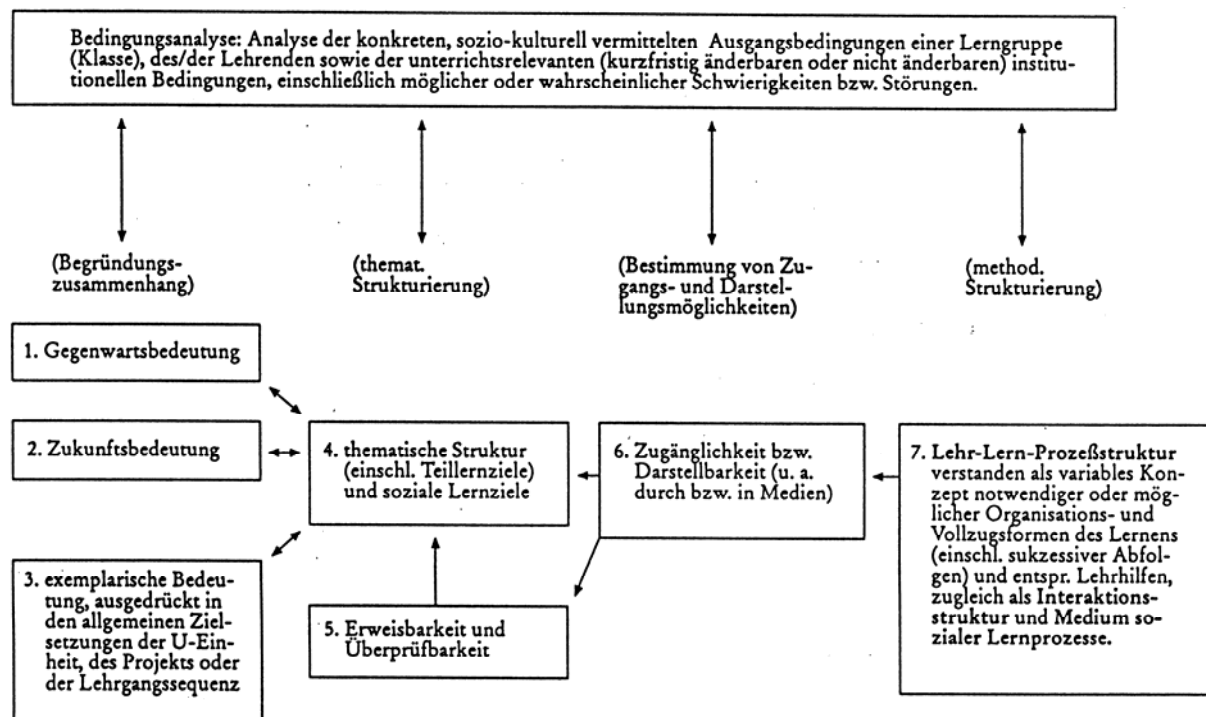 Bedingungsanalyse: Analyse der konkreten, sozio-kulturell vermittelten Ausgangsbedingungen einer Lerngruppe
(Klasse), des/der Lehrenden sowie der unterrichtsrelevanten (kurzfristig änderbaren oder nicht änderbaren) institu-
tionellen Bedingungen, einschließlich möglicher oder wahrscheinlicher Schwierigkeiten bzw. Störungen.
(Begründungs-
zusammenhang)
(themat.
Strukturierung)
(Bestimmung von Zu-
gangs- und Darstel-
lungsmöglichkeiten)
(method.
Strukturierung)
1. Gegenwartsbedeutung
2. Zukunftsbedeutung
3. exemplarische Bedeu-
tung, ausgedrückt in
den allgemeinen Ziel-
setzungen der U-Ein-
heit, des Projekts oder
der Lehrgangssequenz
4. thematische Struktur
(einschl. Teillernziele)
und soziale Lernziele
5. Erweisbarkeit und
Überprüfbarkeit
6. Zugänglichkeit bzw.
Darstellbarkeit (u. a.
durch bzw. in Medien)
7. Lehr-Lern-Prozeßstruktur
verstanden als variables Kon-
zept notwendiger oder mög-
licher Organisations- und
Vollzugsformen des Lernens
(einschl. sukzessiver Abfol-
gen) und entspr. Lehrhilfen,
zugleich als Interaktions-
struktur und Medium so-
zialer Lernprozesse.